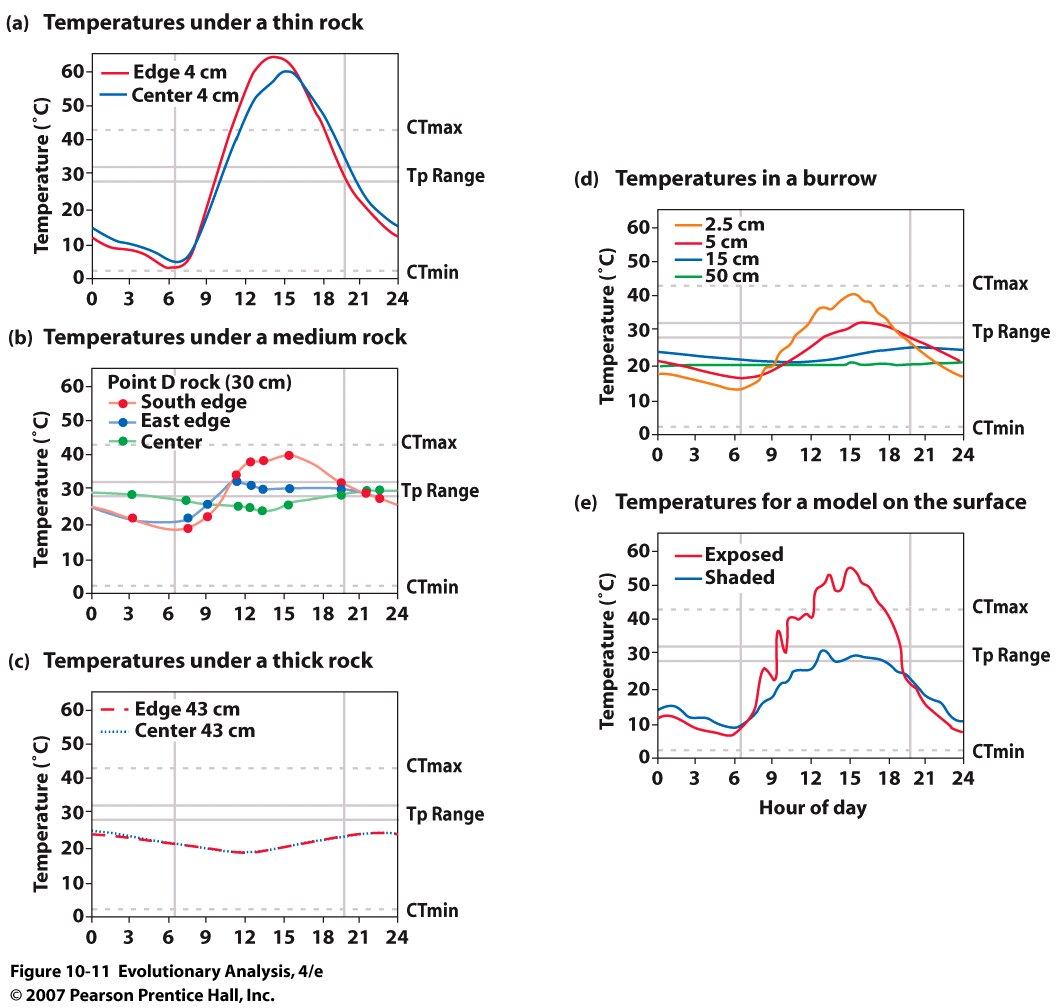 (a) Temperatures under a thin rock
Temperature (˚C)
60
50
40
30
20
10
0
Edge 4 cm
Center 4 cm
CTmax
Tp Range
CTmin
0 3 6 9 12 15 18 21 24
(b) Temperatures under a medium rock
Temperature (˚C)
60
50
40
30
20
10
0
Point D rock (30 cm)
South edge
East edge
Center
CTmax
Tp Range
CTmin
0 3 6 9 12 15 18 21 24
(c) Temperatures under a thick rock
Temperature (˚C)
60
50
40
30
20
10
0
Edge 43 cm
Center 43 cm
CTmax
Tp Range
CTmin
0 3 6 9 12 15 18 21 24
(d) Temperatures in a burrow
Temperature (˚C)
60
50
40
30
20
10
0
2.5 cm
5 cm
15 cm
50 cm
CTmax
Tp Range
CTmin
0 3 6 9 12 15 18 21 24
(e) Temperatures for a model on the surface
Temperature (˚C)
60
50
40
30
20
10
0
Exposed
Shaded
CTmax
Tp Range
CTmin
0 3 6 9 12 15 18 21 24
Hour of day
Figure 10-11 Evolutionary Analysis, 4/e
© 2007 Pearson Prentice Hall, Inc.